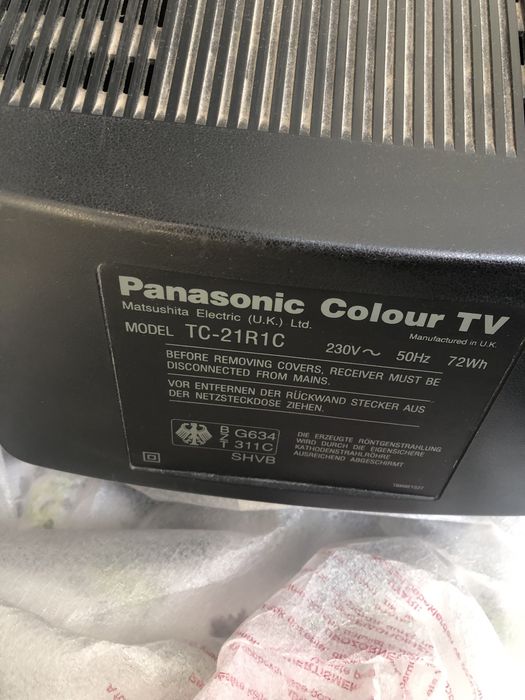 Panasonic Colour TV
Matsushita Electric (U.K.) Ltd.
Manufactured in U.K.
MODEL TC-21R1C 230V~ 50Hz 72Wh
BEFORE REMOVING COVERS, RECEIVER MUST BE
DISCONNECTED FROM MAINS.
VOR ENTFERNEN DER RÜCKWAND STECKER AUS
DER NETZSTECKDOSE ZIEHEN.
BZT G634
311C
SHVB
DIE ERZEUGTE RÖNTGENSTRAHLUNG
WIRD DURCH DIE EIGENSICHERE
KATHODENSTRAHLRÖHRE
AUSREICHEND ABGESCHIRMT